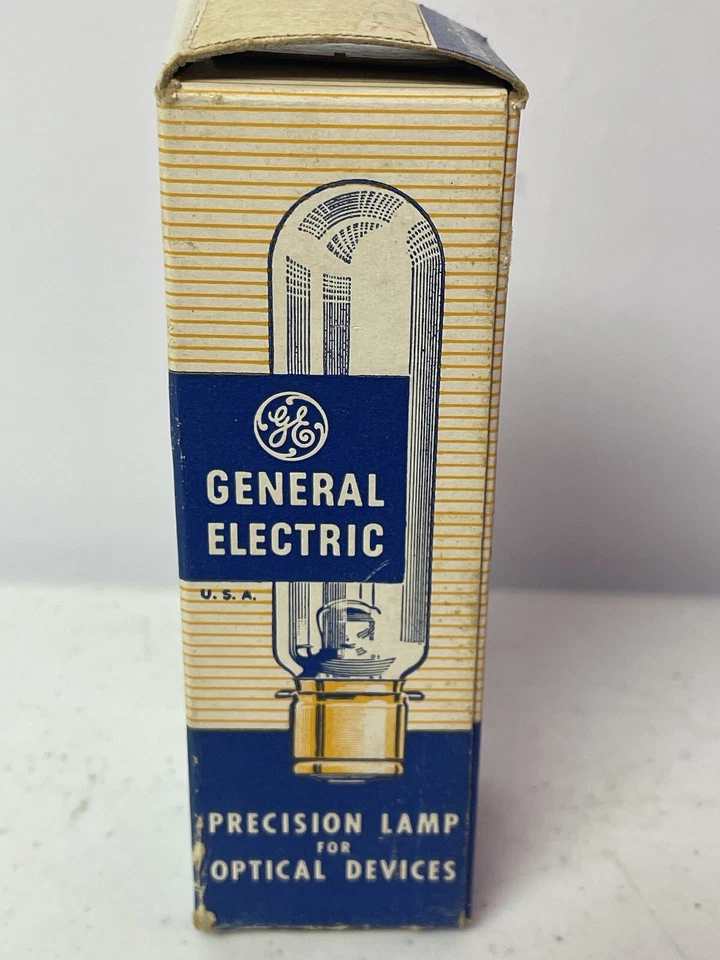 GE
GENERAL
ELECTRIC
U. S. A.
PRECISION LAMP
FOR
OPTICAL DEVICES